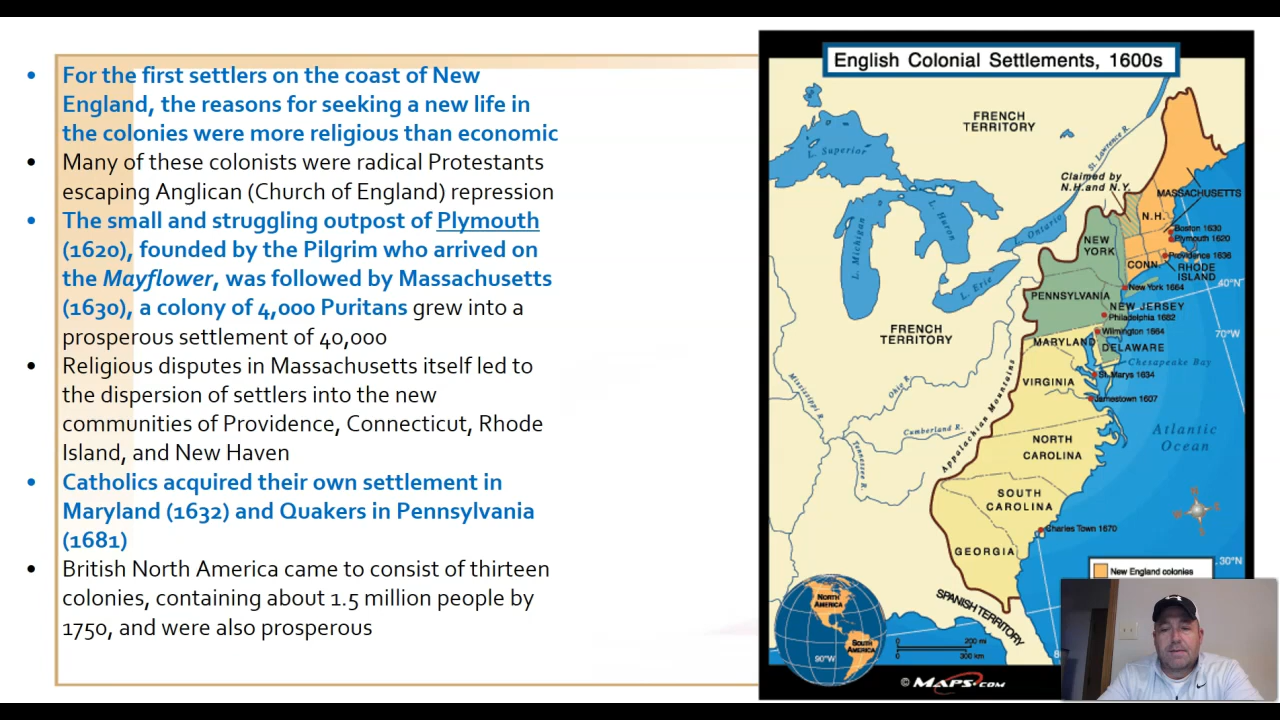 • For the first settlers on the coast of New
England, the reasons for seeking a new life in
the colonies were more religious than economic
• Many of these colonists were radical Protestants
escaping Anglican (Church of England) repression
• The small and struggling outpost of Plymouth
(1620), founded by the Pilgrim who arrived on
the Mayflower, was followed by Massachusetts
(1630), a colony of 4,000 Puritans grew into a
prosperous settlement of 40,000
• Religious disputes in Massachusetts itself led to
the dispersion of settlers into the new
communities of Providence, Connecticut, Rhode
Island, and New Haven
• Catholics acquired their own settlement in
Maryland (1632) and Quakers in Pennsylvania
(1681)
• British North America came to consist of thirteen
colonies, containing about 1.5 million people by
1750, and were also prosperous
English Colonial Settlements, 1600s
FRENCH
TERRITORY
L. Superior
St. Lawrence R.
Claimed by
N.H. and N.Y.
MASSACHUSETTS
L. Michigan
L. Huron
L. Ontario
N.H.
Boston 1630
Plymouth 1620
NEW
YORK
Providence 1636
CONN.
RHODE
ISLAND
L. Erie
40°N
New York 1664
PENNSYLVANIA
NEW JERSEY
Philadelphia 1682
FRENCH
TERRITORY
Wilmington 1664
70°W
MARYLAND
DELAWARE
Chesapeake Bay
St. Marys 1634
VIRGINIA
Jamestown 1607
Mississippi R.
Ohio R.
Appalachian Mountains
Cumberland R.
Tennessee R.
Atlantic
Ocean
NORTH
CAROLINA
SOUTH
CAROLINA
Charles Town 1670
GEORGIA
30°N
New England colonies
SPANISH TERRITORY
NORTH
AMERICA
SOUTH
AMERICA
90°W
0
200 mi
0
300 km
8
© MAPS.COM